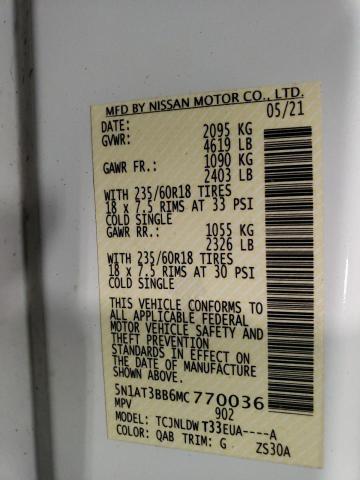 MFD BY NISSAN MOTOR CO., LTD.
DATE: 05/21
GVWR: 2095 KG
4619 LB
GAWR FR.: 1090 KG
2403 LB
WITH 235/60R18 TIRES
18 x 7.5 RIMS AT 33 PSI
COLD SINGLE
GAWR RR.: 1055 KG
2326 LB
WITH 235/60R18 TIRES
18 x 7.5 RIMS AT 30 PSI
COLD SINGLE
THIS VEHICLE CONFORMS TO
ALL APPLICABLE FEDERAL
MOTOR VEHICLE SAFETY AND
THEFT PREVENTION
STANDARDS IN EFFECT ON
THE DATE OF MANUFACTURE
SHOWN ABOVE.
5N1AT3BB6MC 770036
MPV 902
MODEL: TCJNLDW T33EUA----A
COLOR: QAB TRIM: G ZS30A